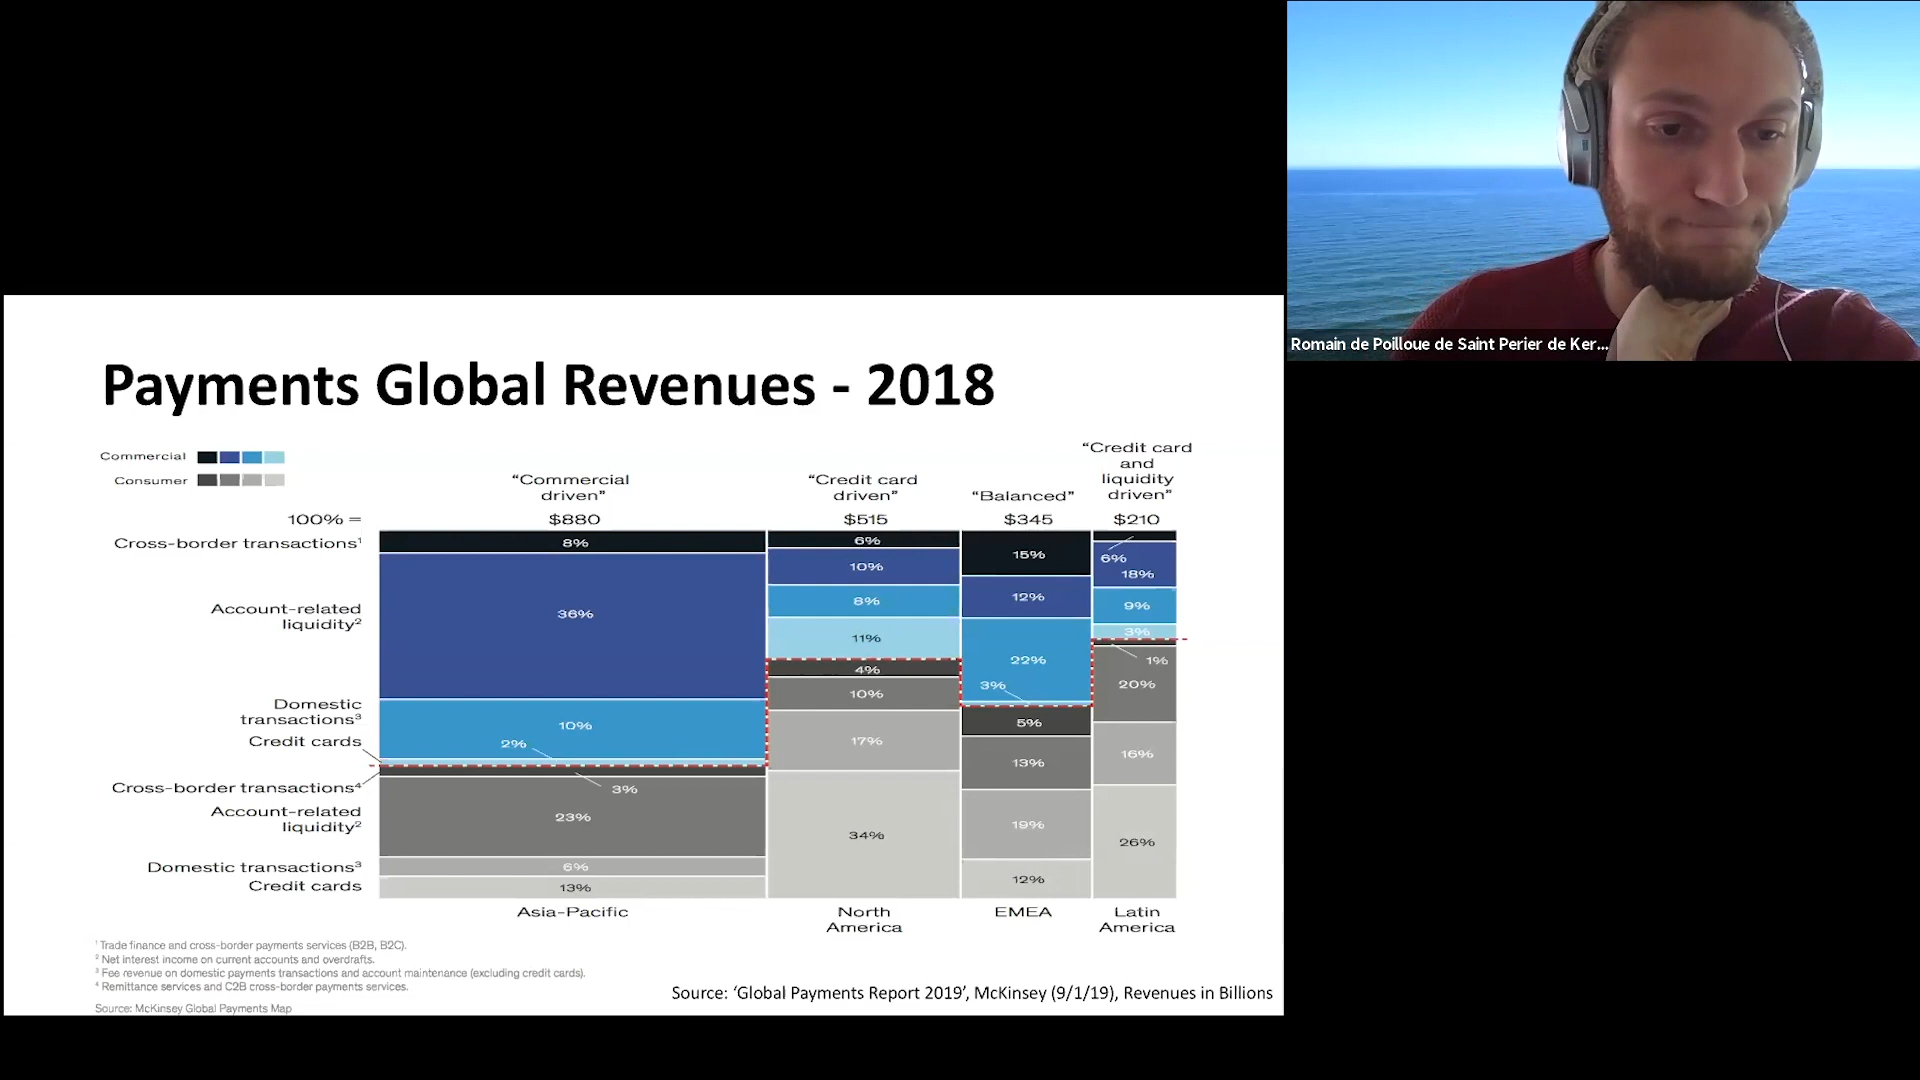 Romain de Poilloue de Saint Perier de Ker...
Payments Global Revenues - 2018
Commercial
Consumer
“Commercial
driven”
“Credit card
driven”
“Balanced”
“Credit card
and
liquidity
driven”
100% =
$880
$515
$345
$210
Cross-border transactions¹
Account-related
liquidity²
Domestic
transactions³
Credit cards
Cross-border transactions⁴
Account-related
liquidity²
Domestic transactions³
Credit cards
8%
36%
10%
2%
3%
23%
6%
13%
6%
10%
8%
11%
4%
10%
17%
34%
15%
12%
22%
3%
5%
13%
19%
12%
6%
18%
9%
3%
1%
20%
16%
26%
Asia-Pacific
North
America
EMEA
Latin
America
¹ Trade finance and cross-border payments services (B2B, B2C).
² Net interest income on current accounts and overdrafts.
³ Fee revenue on domestic payments transactions and account maintenance (excluding credit cards).
⁴ Remittance services and C2B cross-border payments services.
Source: McKinsey Global Payments Map
Source: ‘Global Payments Report 2019’, McKinsey (9/1/19), Revenues in Billions